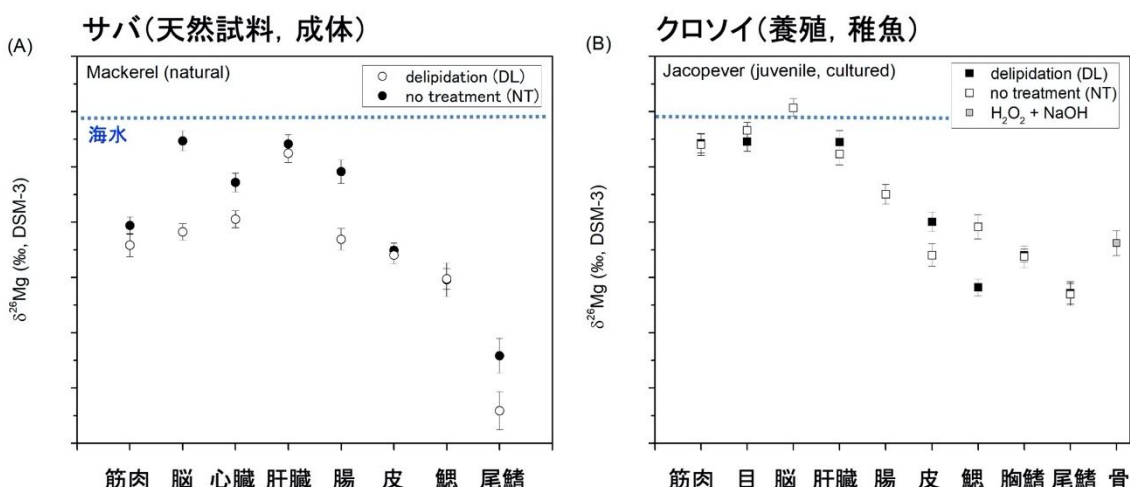 サバ(天然試料, 成体)
(A)
Mackerel (natural)
delipidation (DL)
no treatment (NT)
海水
δ²⁶Mg (‰, DSM-3)
筋肉 脳 心臓 肝臓 腸 皮 鰓 尾鰭
クロソイ(養殖, 稚魚)
(B)
Jacopever (juvenile, cultured)
delipidation (DL)
no treatment (NT)
H₂O₂ + NaOH
δ²⁶Mg (‰, DSM-3)
筋肉 目 脳 肝臓 腸 皮 鰓 胸鰭 尾鰭 骨